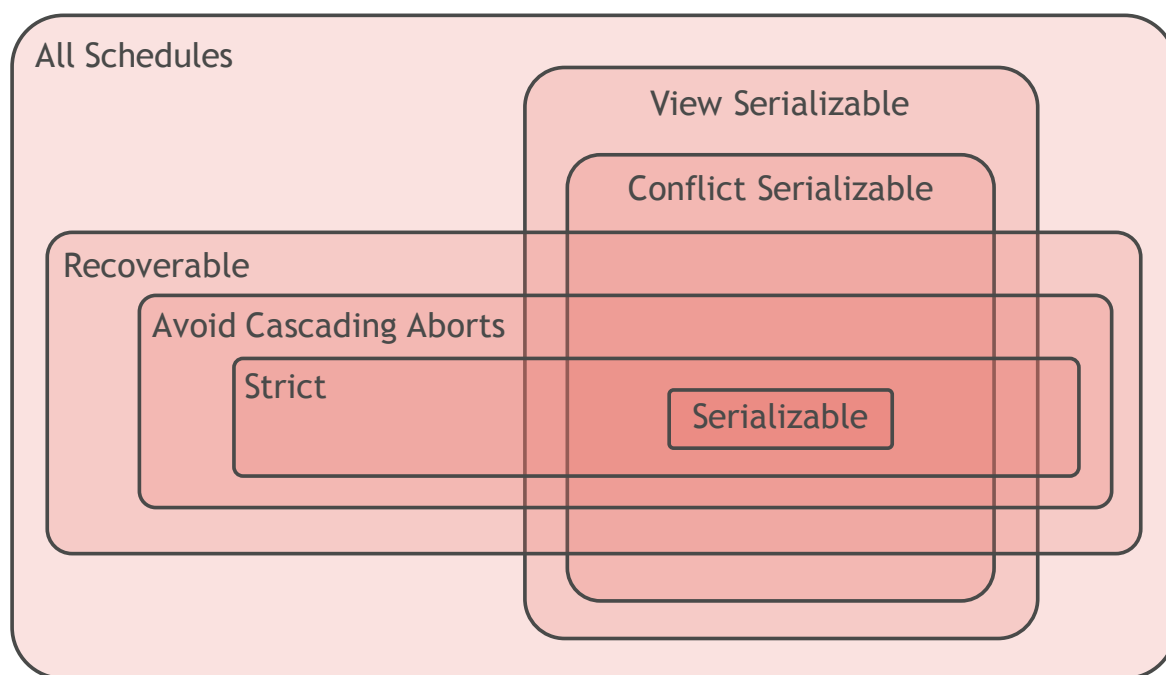 All Schedules
View Serializable
Conflict Serializable
Recoverable
Avoid Cascading Aborts
Strict
Serializable